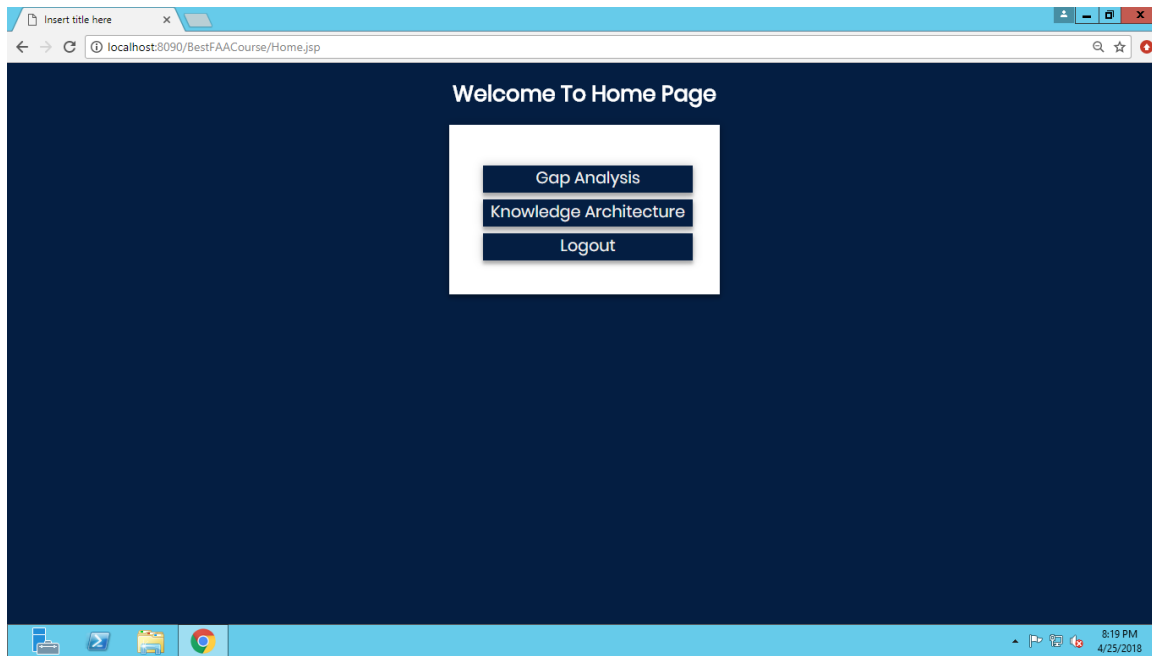 Insert title here
localhost:8090/BestFAACourse/Home.jsp
Welcome To Home Page
Gap Analysis
Knowledge Architecture
Logout
8:19 PM
4/25/2018